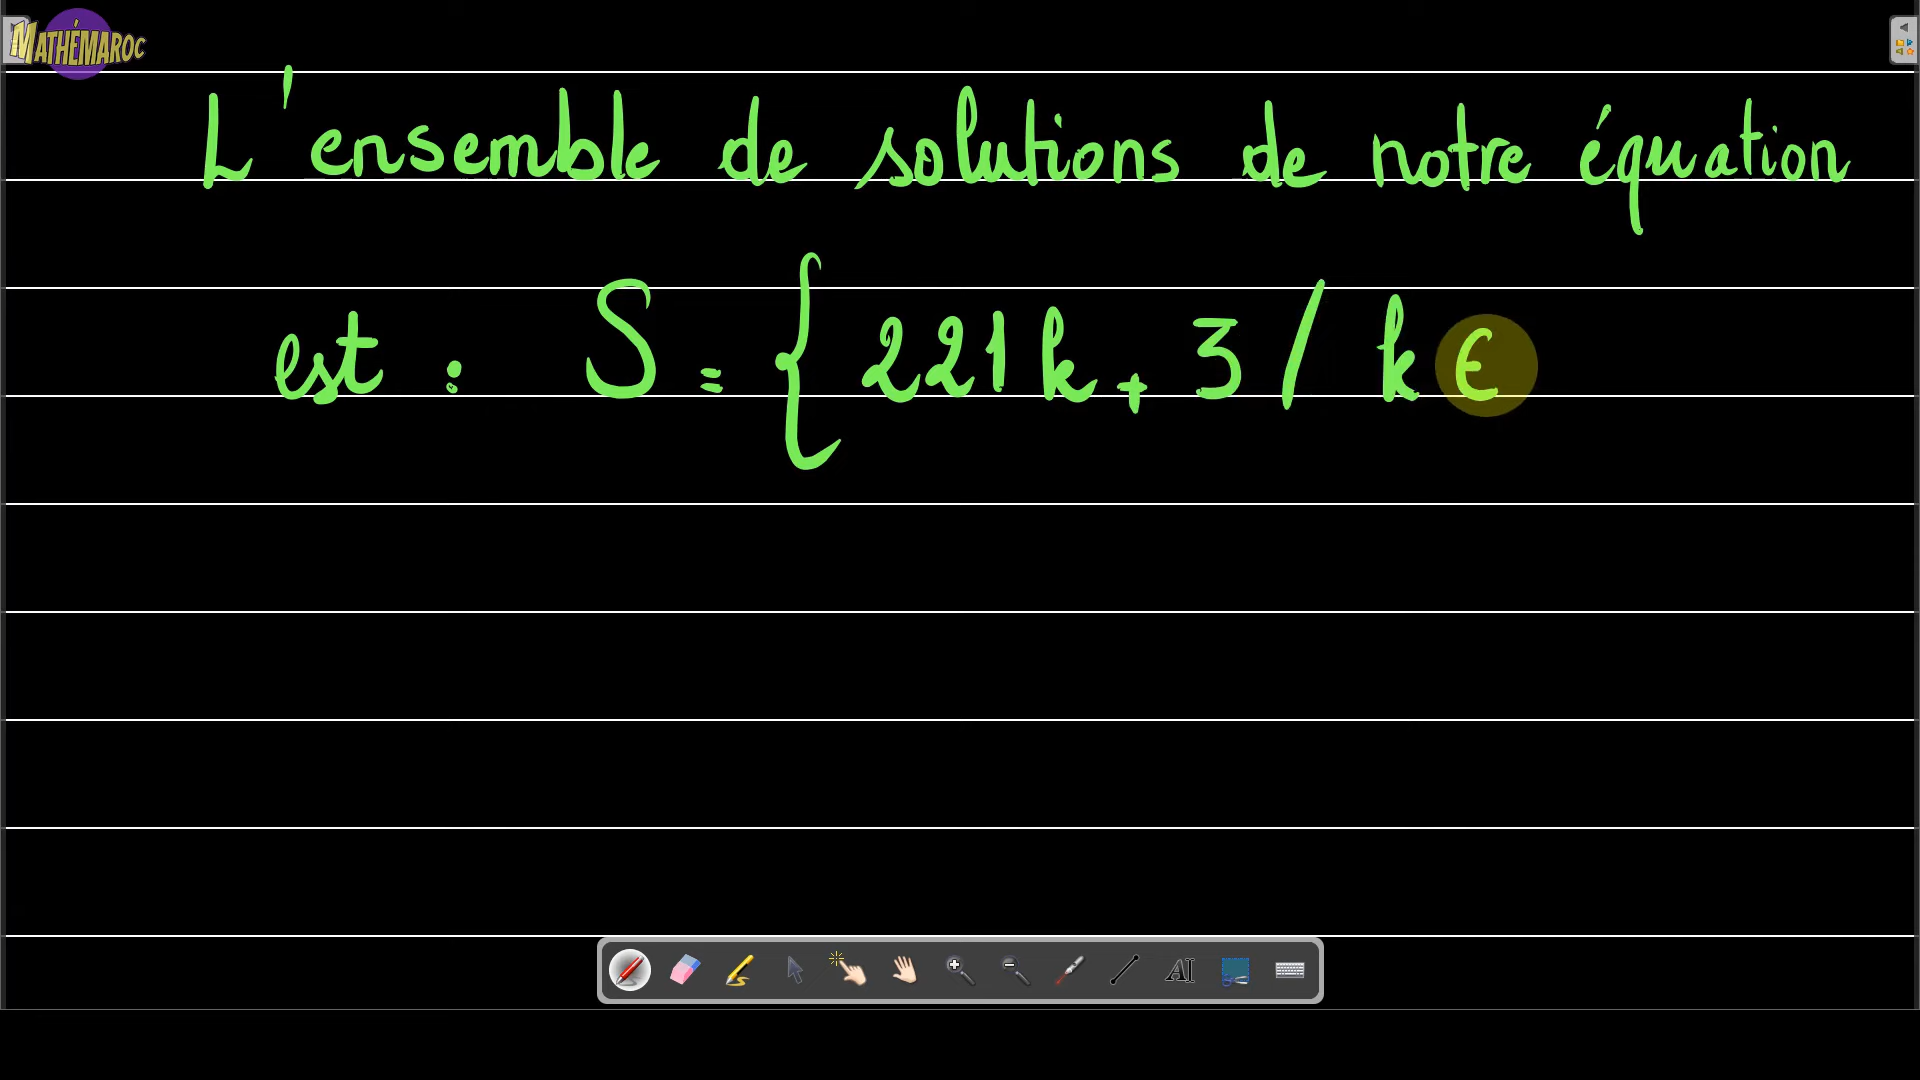 MATHÉMAROC
L'ensemble de solutions de notre équation
est : S = { 221k + 3 / k ∈